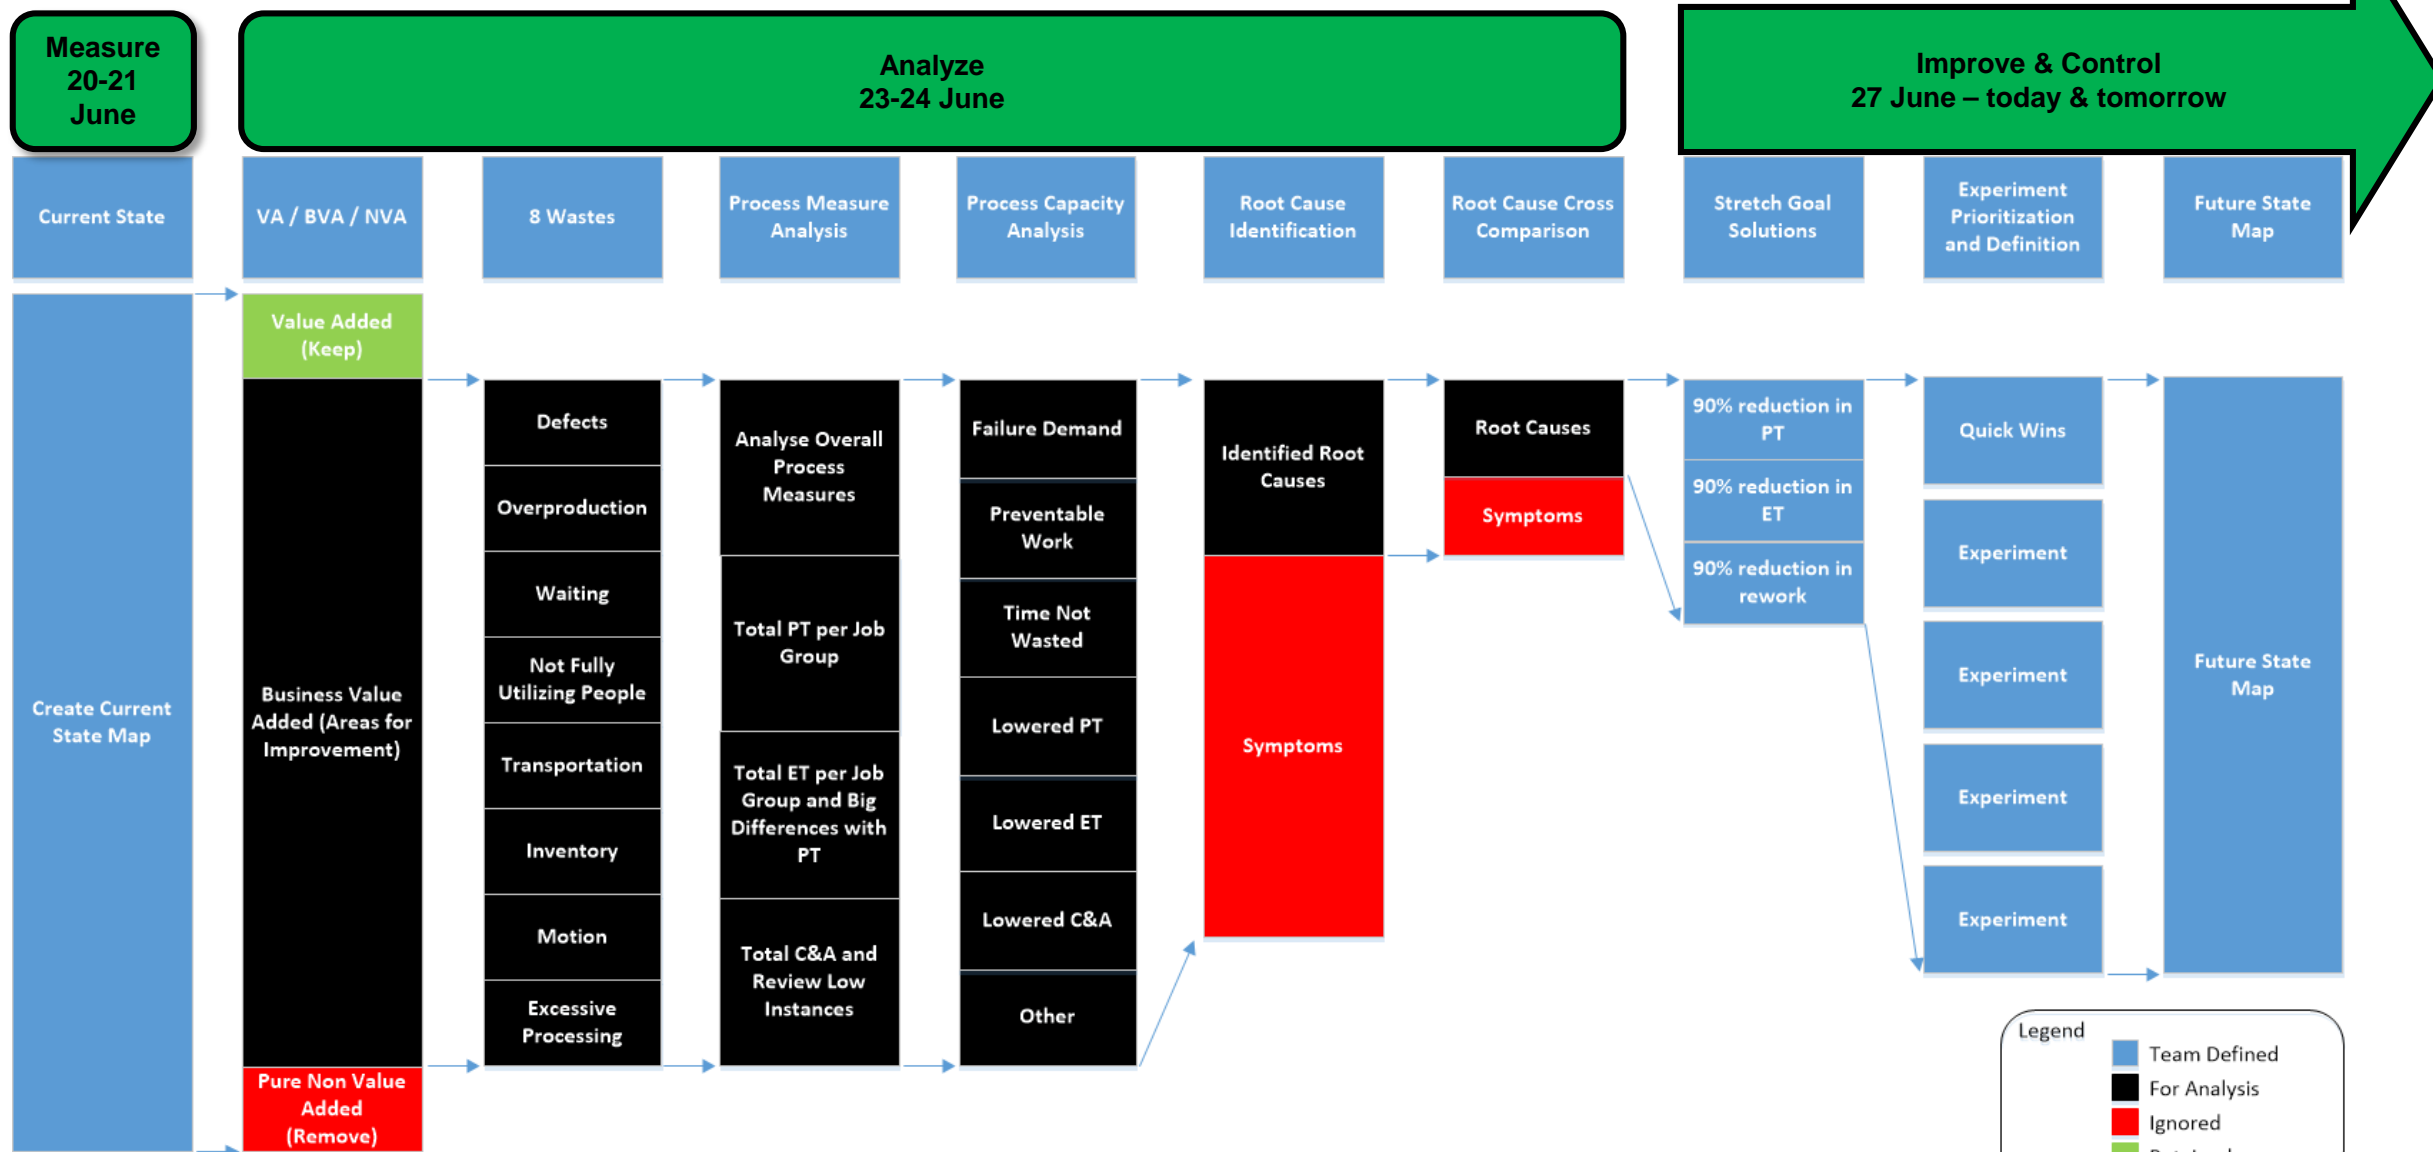 Measure
20-21
June
Analyze
23-24 June
Improve & Control
27 June – today & tomorrow
Current State
VA / BVA / NVA
8 Wastes
Process Measure
Analysis
Process Capacity
Analysis
Root Cause
Identification
Root Cause Cross
Comparison
Stretch Goal
Solutions
Experiment
Prioritization
and Definition
Future State
Map
Create Current
State Map
Value Added
(Keep)
Business Value
Added (Areas for
Improvement)
Pure Non Value
Added
(Remove)
Defects
Overproduction
Waiting
Not Fully
Utilizing People
Transportation
Inventory
Motion
Excessive
Processing
Analyse Overall
Process
Measures
Total PT per Job
Group
Total ET per Job
Group and Big
Differences with
PT
Total C&A and
Review Low
Instances
Failure Demand
Preventable
Work
Time Not
Wasted
Lowered PT
Lowered ET
Lowered C&A
Other
Identified Root
Causes
Symptoms
Root Causes
Symptoms
90% reduction in
PT
90% reduction in
ET
90% reduction in
rework
Quick Wins
Experiment
Experiment
Experiment
Experiment
Future State
Map
Legend
Team Defined
For Analysis
Ignored